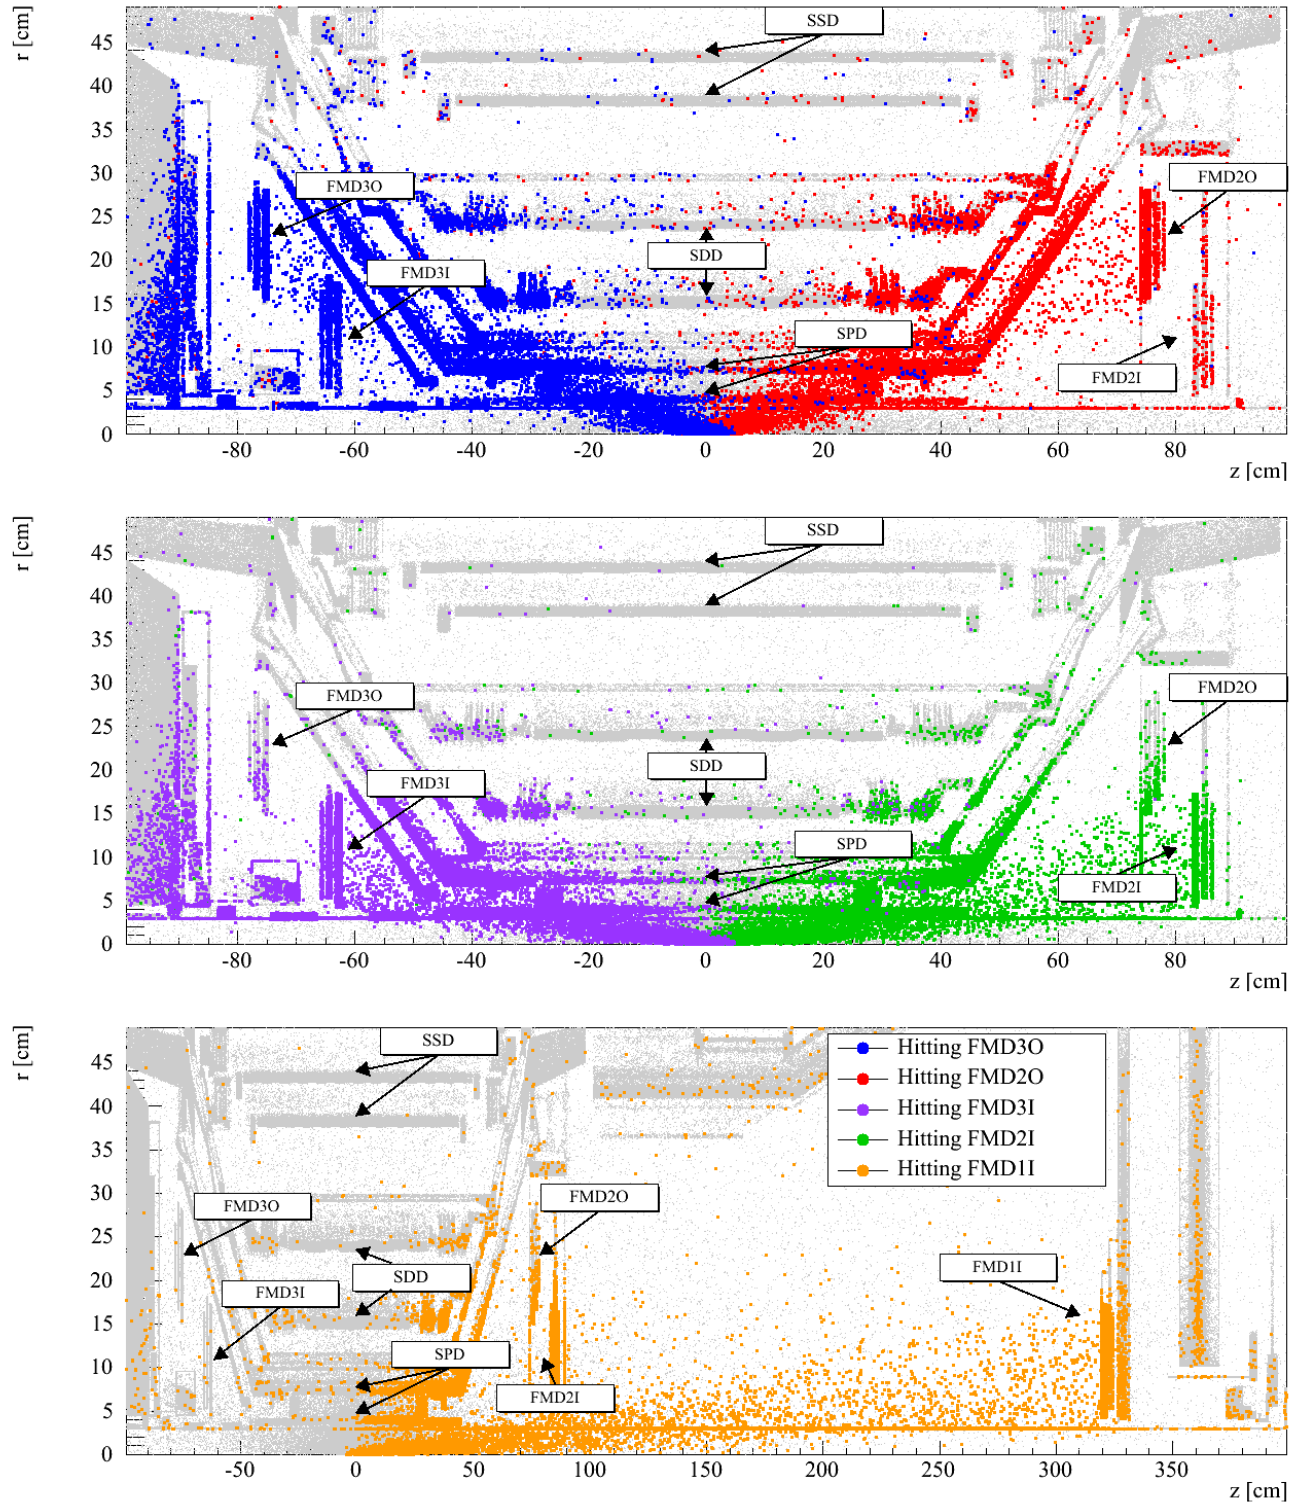 r [cm]
SSD
45
40
35
30
FMD3O
FMD2O
25
SDD
20
FMD3I
15
SPD
10
FMD2I
5
0
-80 -60 -40 -20 0 20 40 60 80
z [cm]
r [cm]
SSD
45
40
35
30
FMD3O
FMD2O
25
SDD
20
FMD3I
15
SPD
10
FMD2I
5
0
-80 -60 -40 -20 0 20 40 60 80
z [cm]
r [cm]
SSD
Hitting FMD3O
Hitting FMD2O
Hitting FMD3I
Hitting FMD2I
Hitting FMD1I
45
40
35
30
FMD3O
FMD2O
25
SDD
FMD1I
20
FMD3I
15
SPD
10
FMD2I
5
0
-50 0 50 100 150 200 250 300 350
z [cm]